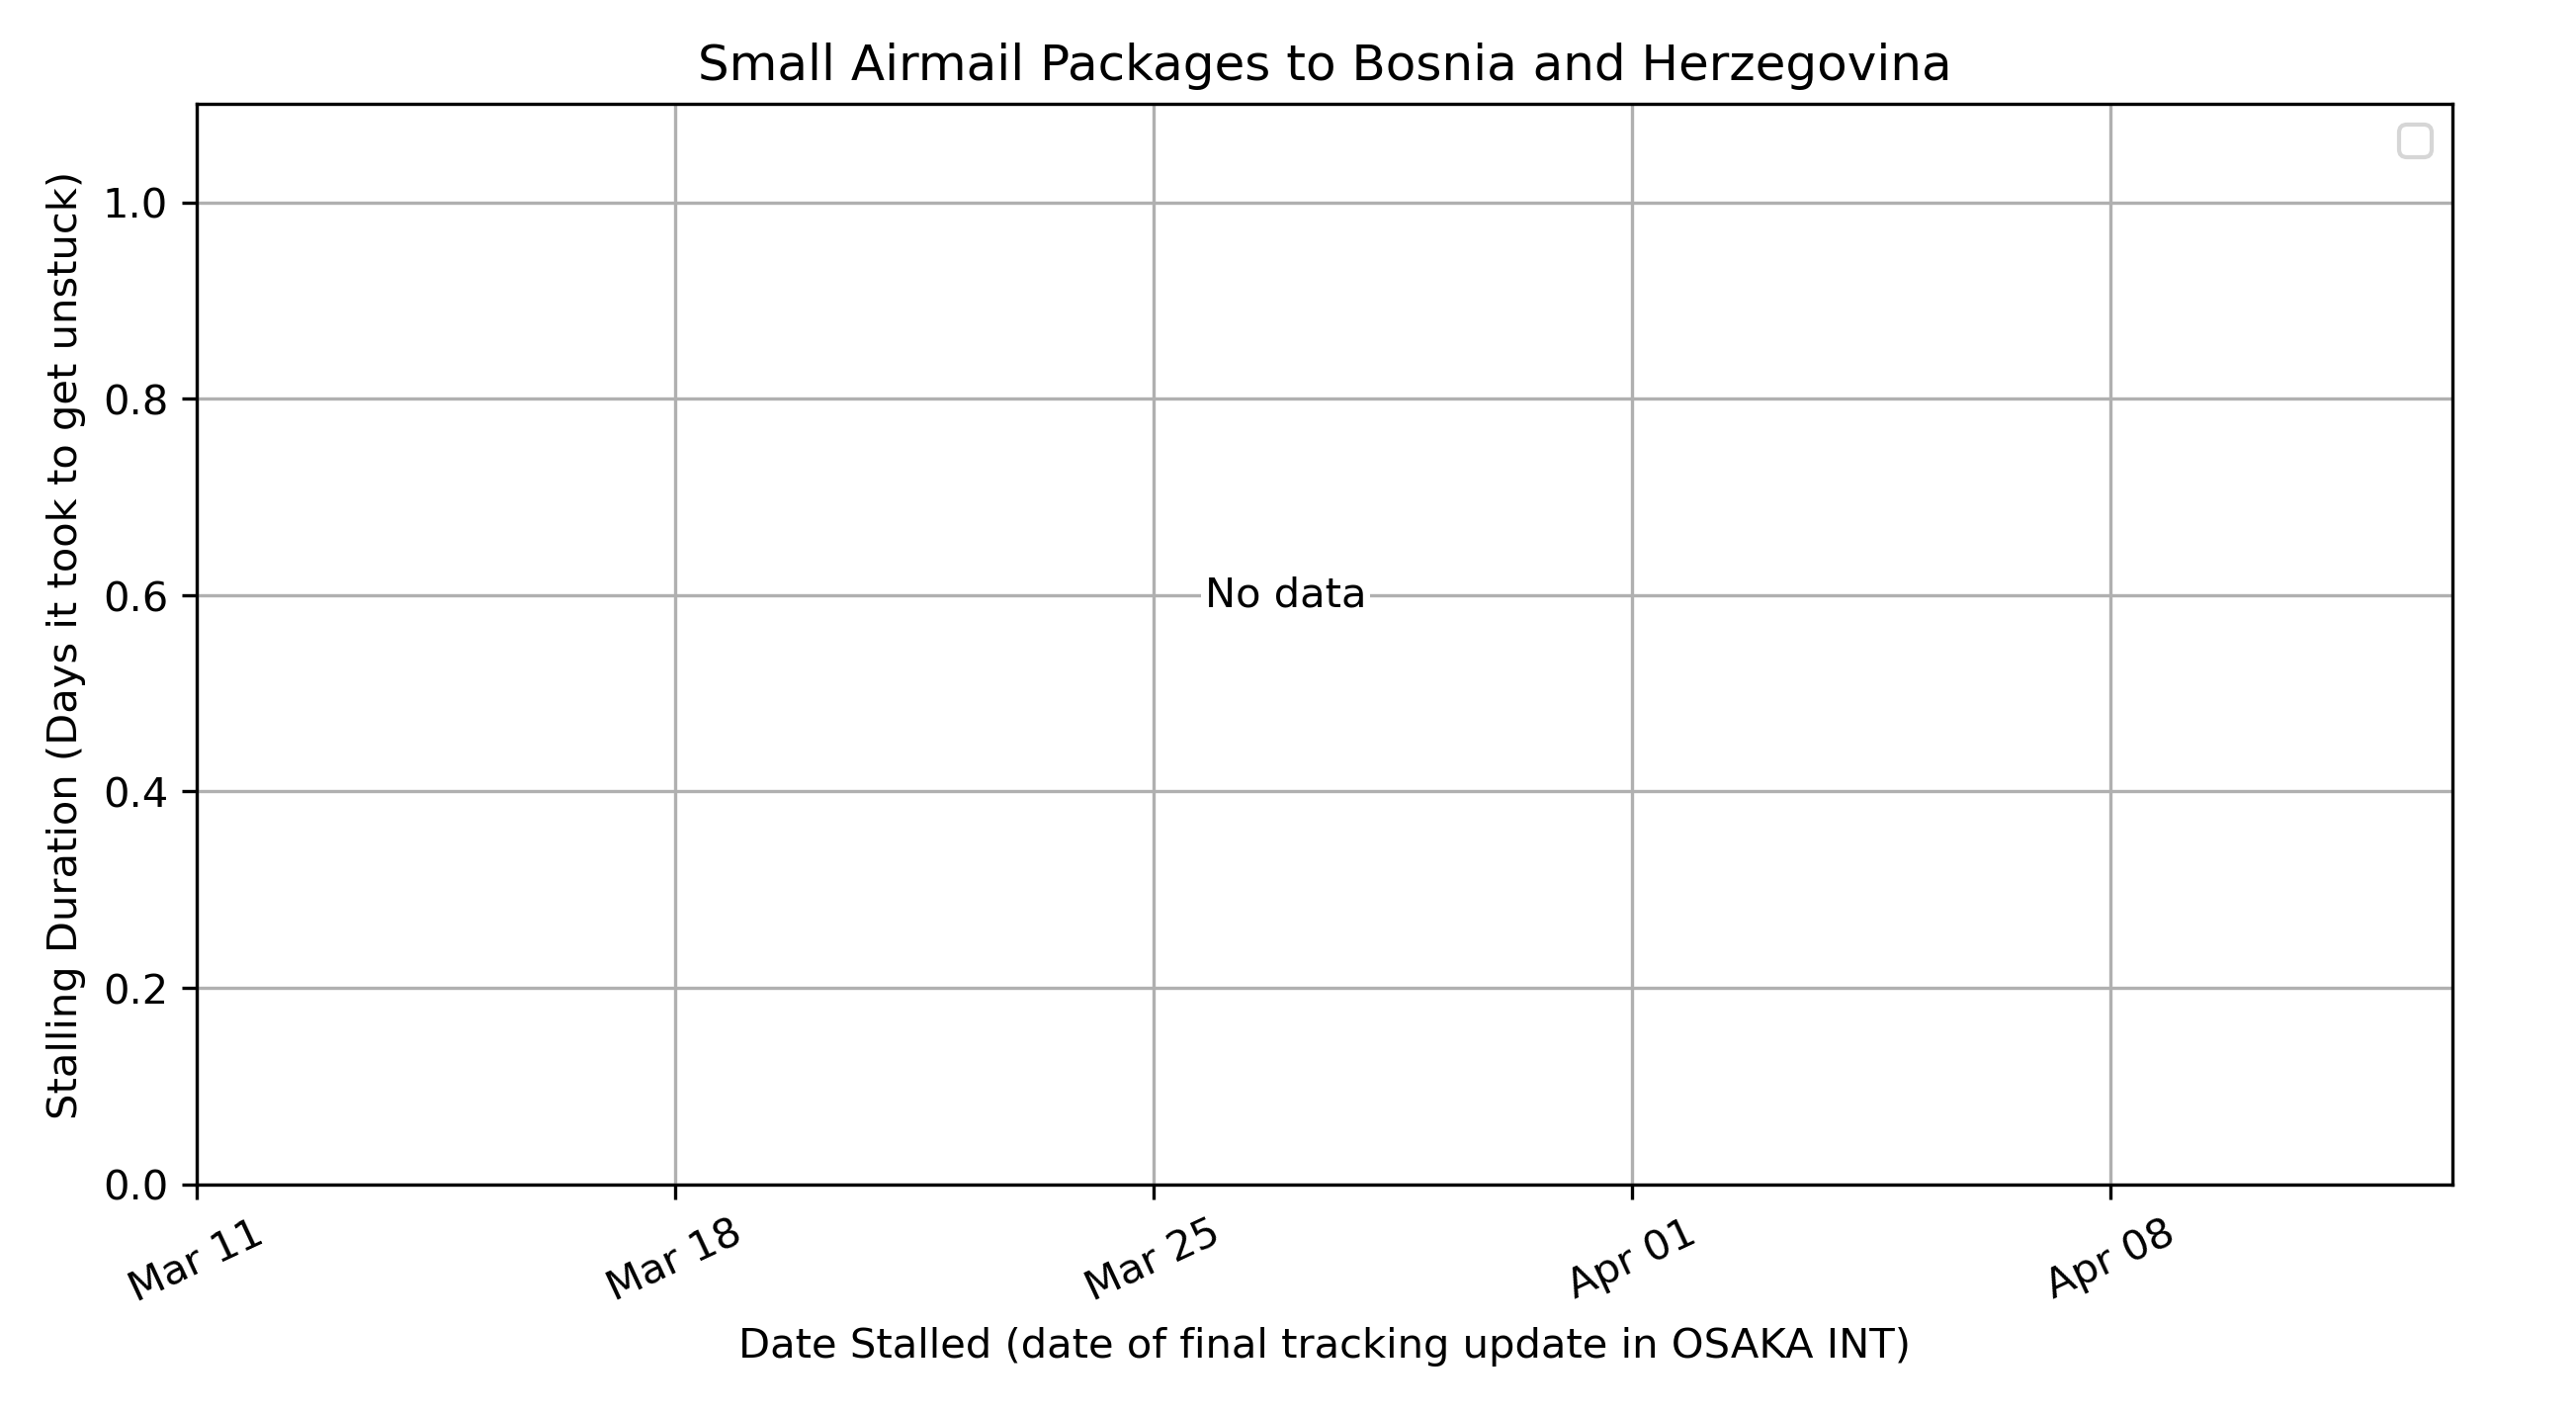 Small Airmail Packages to Bosnia and Herzegovina
Stalling Duration (Days it took to get unstuck)
1.0
0.8
0.6
0.4
0.2
0.0
No data
Mar 11
Mar 18
Mar 25
Apr 01
Apr 08
Date Stalled (date of final tracking update in OSAKA INT)